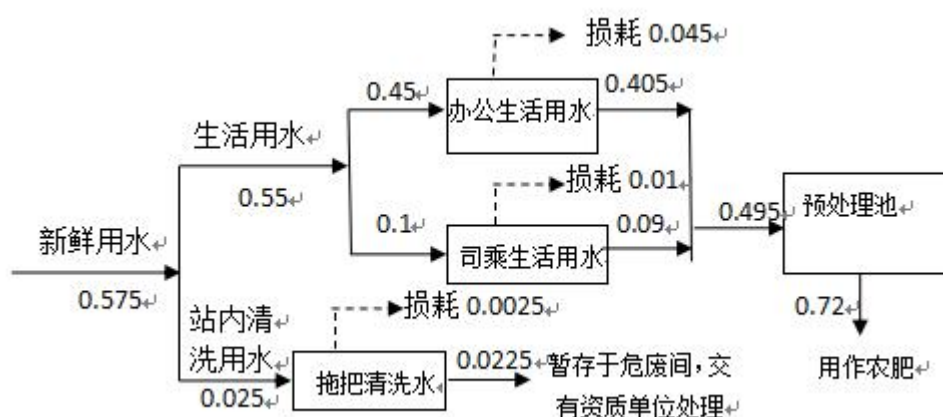 损耗 0.045↵
0.45↵
办公生活用水
0.405↵
生活用水↵
0.55↵
损耗 0.01↵
0.1↵
司乘生活用水
0.09↵
0.495↵
预处理池↵
新鲜用水↵
0.575↵
损耗 0.0025↵
0.72↵
站内清↵
洗用水↵
0.025↵
拖把清洗水↵
0.0225↵
暂存于危废间，交
有资质单位处理↵
用作农肥↵